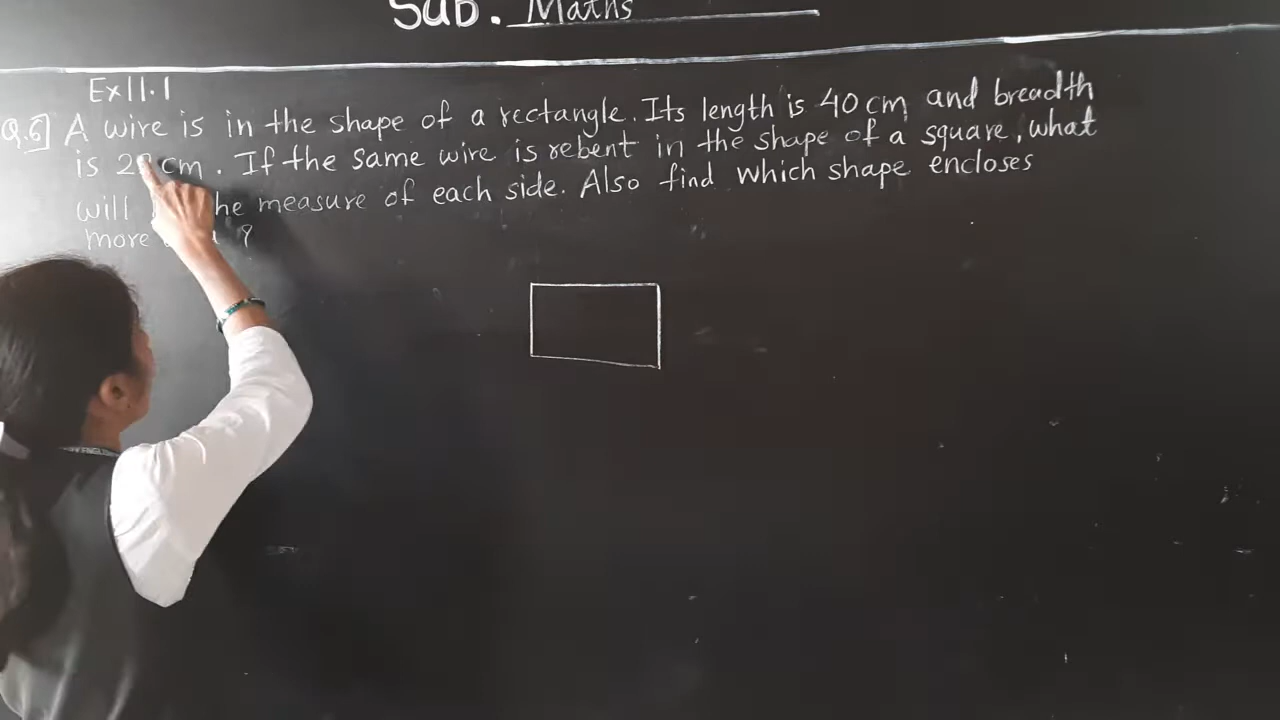 Sub. Maths
Ex11.1
Q.6] A wire is in the shape of a rectangle. Its length is 40 cm and breadth
is 22 cm. If the same wire is rebent in the shape of a square, what
will the measure of each side. Also find which shape encloses
more ?